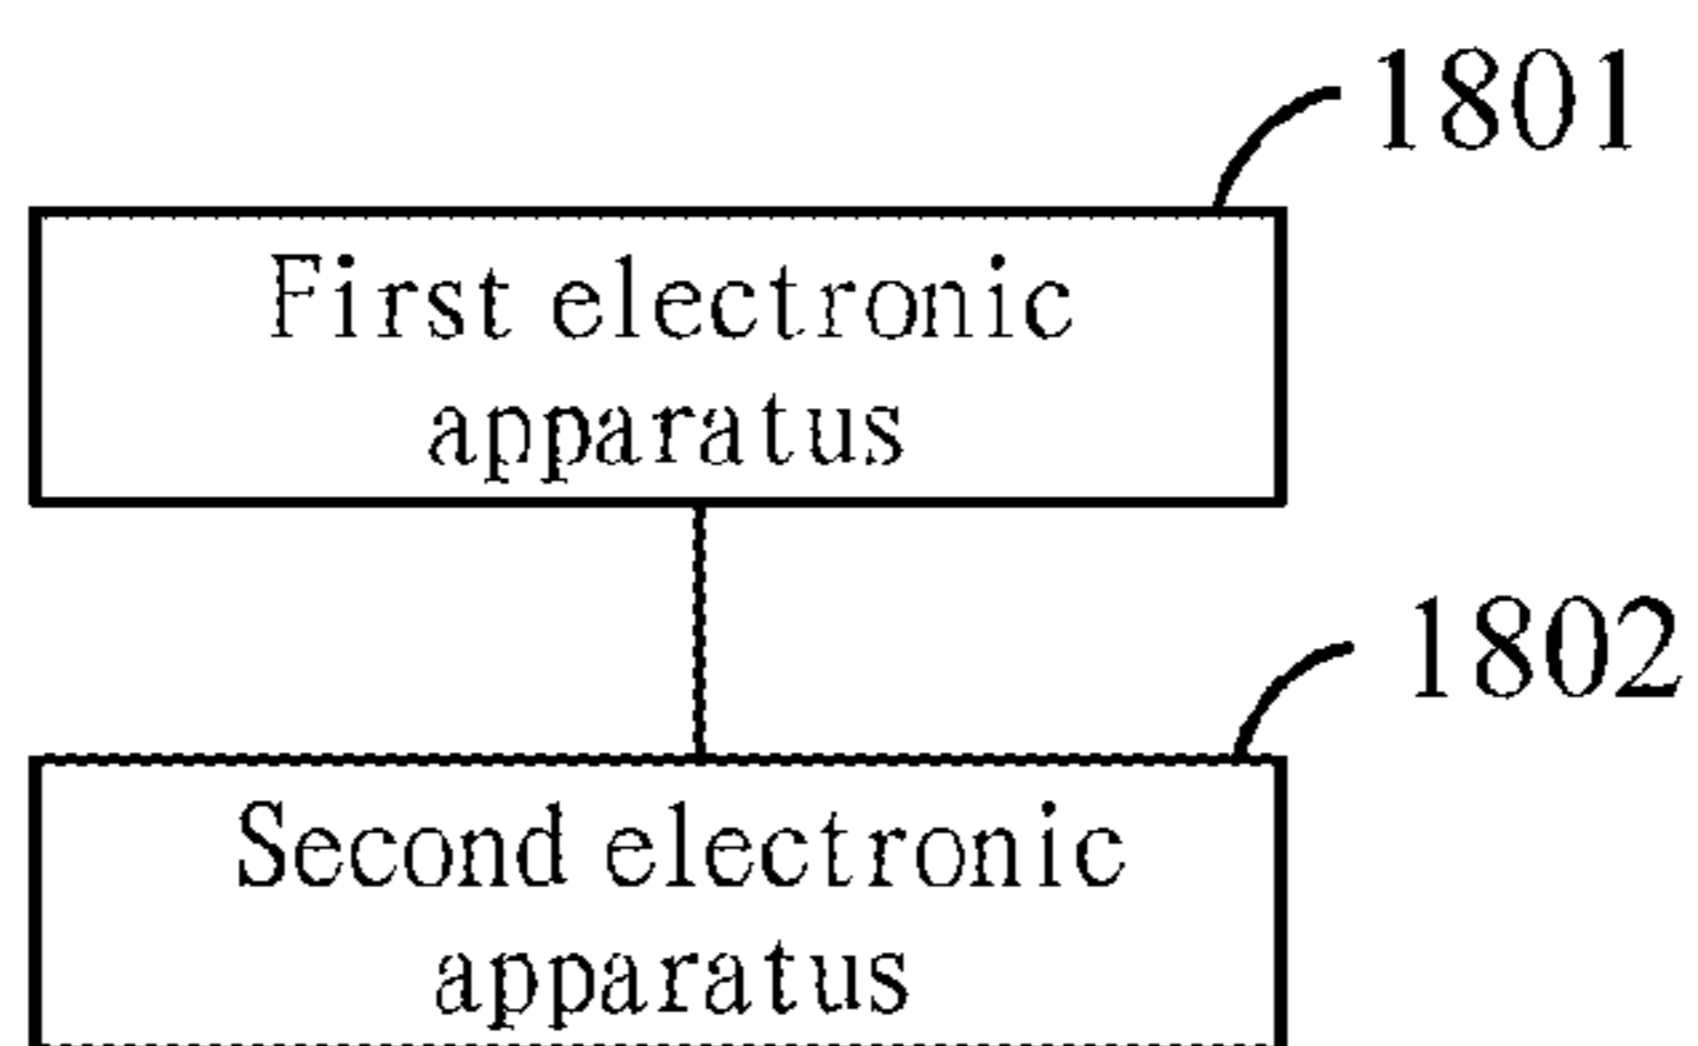 1801
First electronic
apparatus
1802
Second electronic
apparatus